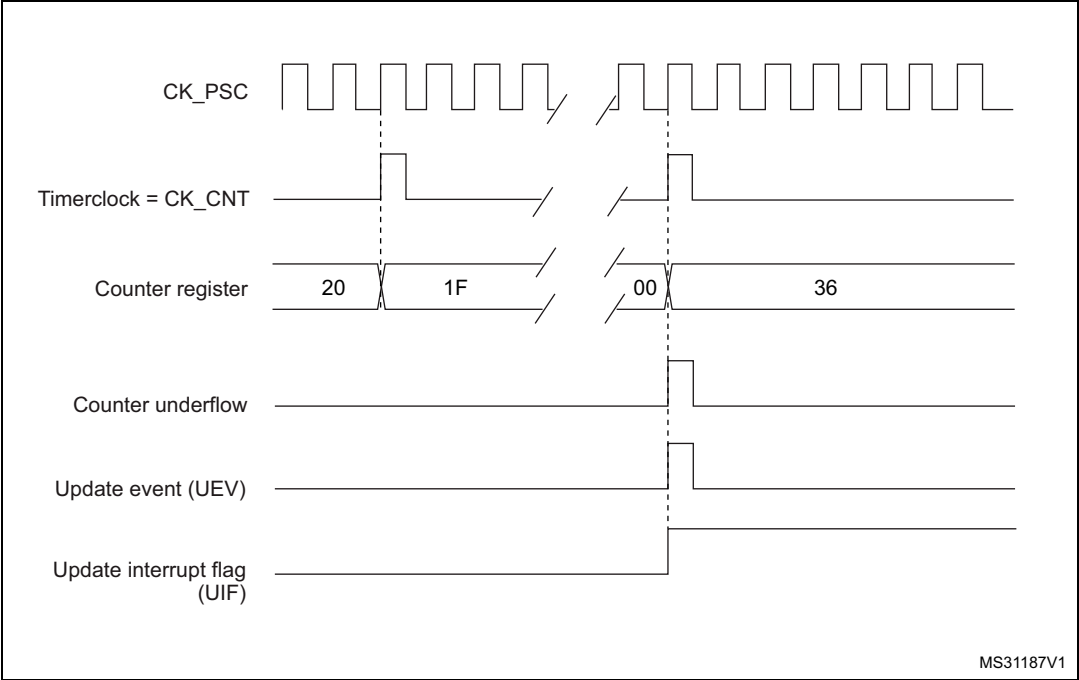 CK_PSC
Timerclock = CK_CNT
Counter register
20
1F
00
36
Counter underflow
Update event (UEV)
Update interrupt flag
(UIF)
MS31187V1